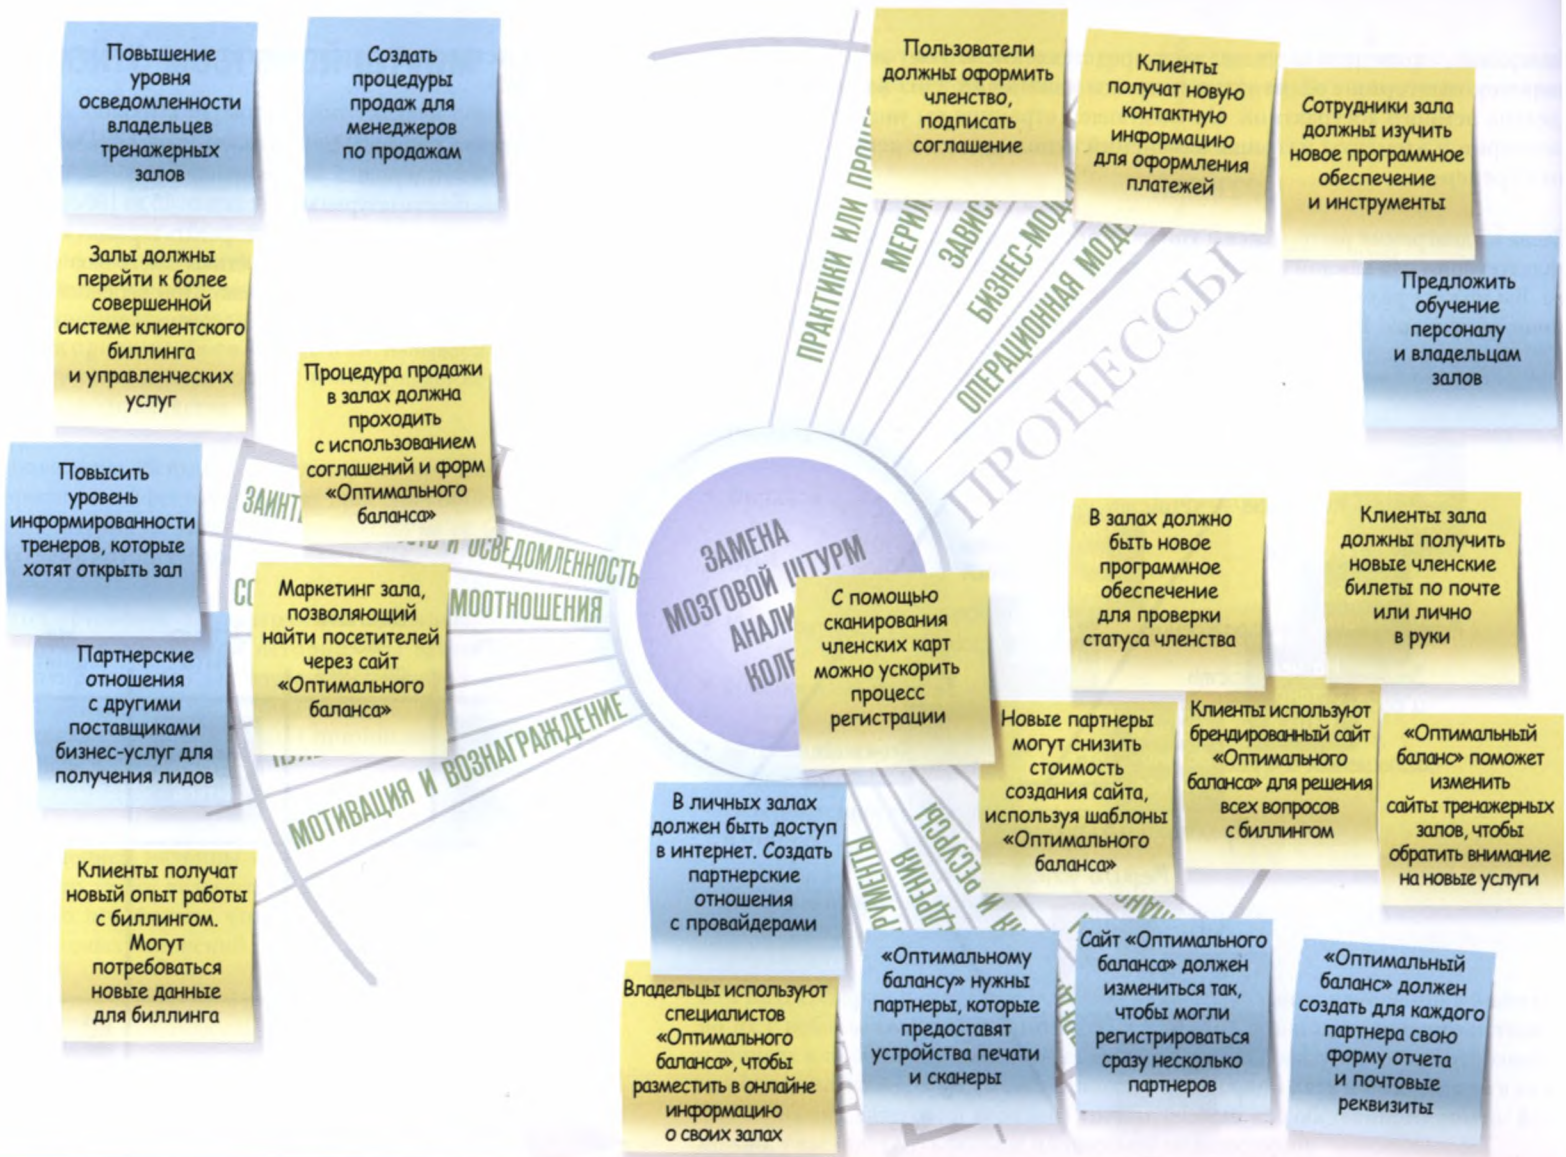 Повышение
уровня
осведомленности
владельцев
тренажерных
залов
Создать
процедуры
продаж для
менеджеров
по продажам
Пользователи
должны оформить
членство,
подписать
соглашение
Клиенты
получат новую
контактную
информацию
для оформления
платежей
Сотрудники зала
должны изучить
новое программное
обеспечение
и инструменты
Предложить
обучение
персоналу
и владельцам
залов
Залы должны
перейти к более
совершенной
системе клиентского
биллинга
и управленческих
услуг
Процедура продажи
в залах должна
проходить
с использованием
соглашений и форм
«Оптимального
баланса»
Повысить
уровень
информированности
тренеров, которые
хотят открыть зал
Маркетинг зала,
позволяющий
найти посетителей
через сайт
«Оптимального
баланса»
Партнерские
отношения
с другими
поставщиками
бизнес-услуг для
получения лидов
Клиенты получат
новый опыт работы
с биллингом.
Могут
потребоваться
новые данные
для биллинга
ПРАКТИКИ ИЛИ
БИЗНЕС-
ОПЕРАЦИОННАЯ
ПРОЦЕССЫ
И ОСВЕДОМЛЕННОСТЬ
МОТИВАЦИЯ И ВОЗНАГРАЖДЕНИЕ
ЗАМЕНА
МОЗГОВОЙ ШТУРМ
С помощью
сканирования
членских карт
можно ускорить
процесс
регистрации
В залах должно
быть новое
программное
обеспечение
для проверки
статуса членства
Клиенты зала
должны получить
новые членские
билеты по почте
или лично
в руки
Новые партнеры
могут снизить
стоимость
создания сайта,
используя шаблоны
«Оптимального
баланса»
Клиенты используют
брендированный сайт
«Оптимального
баланса» для решения
всех вопросов
с биллингом
«Оптимальный
баланс» поможет
изменить
сайты тренажерных
залов, чтобы
обратить внимание
на новые услуги
В личных залах
должен быть доступ
в интернет. Создать
партнерские
отношения
с провайдерами
И РЕСУРСЫ
Владельцы используют
специалистов
«Оптимального
баланса», чтобы
разместить в онлайне
информацию
о своих залах
«Оптимальному
балансу» нужны
партнеры, которые
предоставят
устройства печати
и сканеры
Сайт «Оптимального
баланса» должен
измениться так,
чтобы могли
регистрироваться
сразу несколько
партнеров
«Оптимальный
баланс» должен
создать для каждого
партнера свою
форму отчета
и почтовые
реквизиты